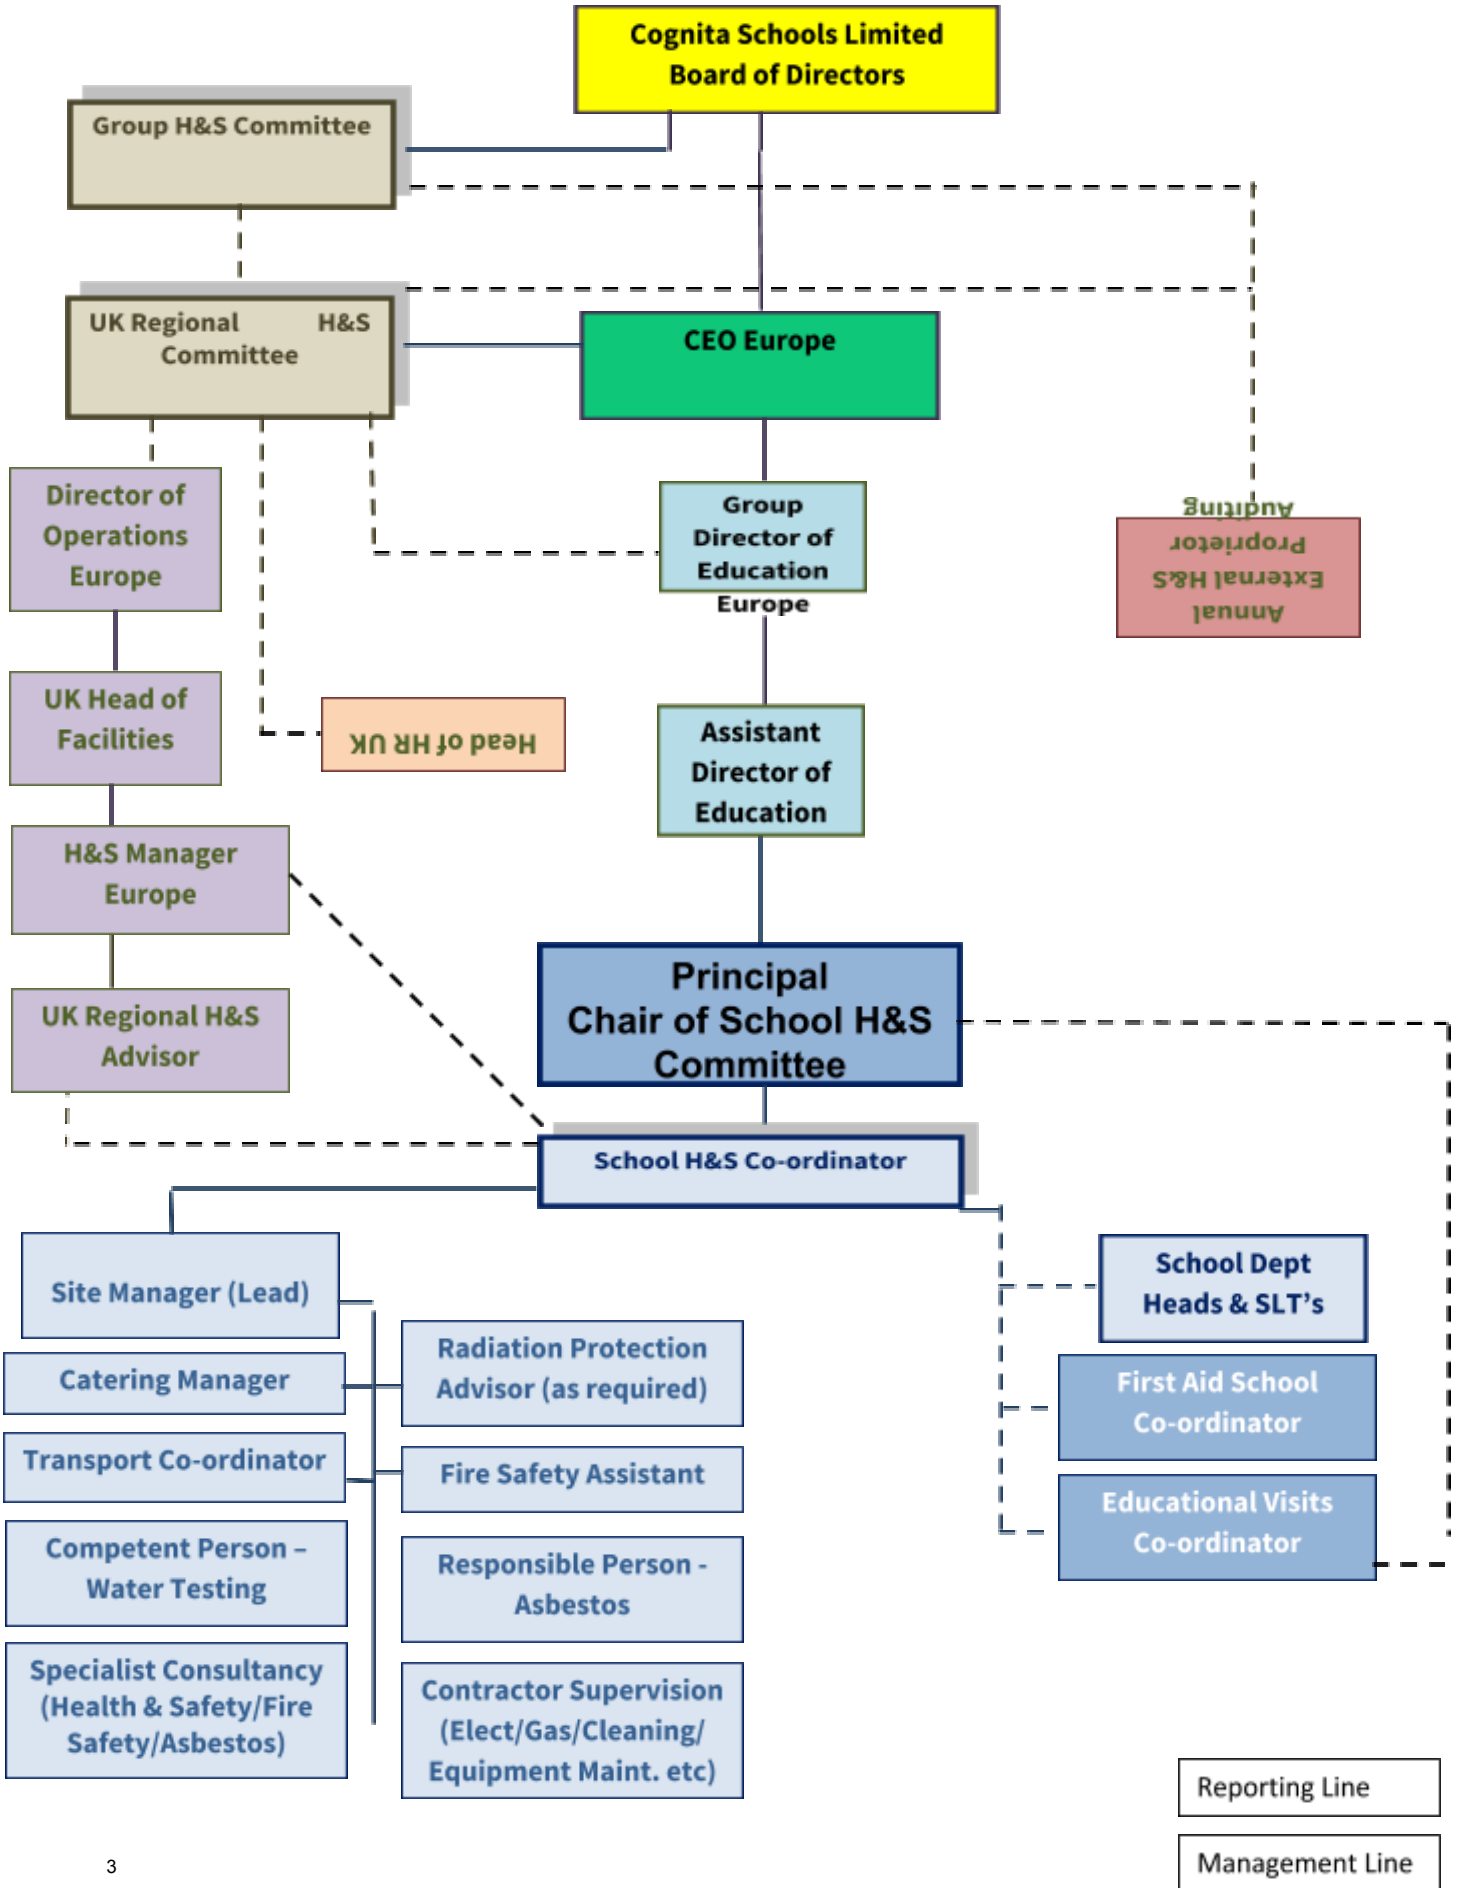 Cognita Schools Limited
Board of Directors
Group H&S Committee
UK Regional H&S
Committee
CEO Europe
Director of
Operations
Europe
Group
Director of
Education
Europe
Annual
External H&S
Proprietor
Auditing
UK Head of
Facilities
Head of HR UK
Assistant
Director of
Education
H&S Manager
Europe
UK Regional H&S
Advisor
Principal
Chair of School H&S
Committee
School H&S Co-ordinator
Site Manager (Lead)
Catering Manager
Transport Co-ordinator
Competent Person –
Water Testing
Specialist Consultancy
(Health & Safety/Fire
Safety/Asbestos)
Radiation Protection
Advisor (as required)
Fire Safety Assistant
Responsible Person -
Asbestos
Contractor Supervision
(Elect/Gas/Cleaning/
Equipment Maint. etc)
School Dept
Heads & SLT’s
First Aid School
Co-ordinator
Educational Visits
Co-ordinator
Reporting Line
Management Line
3